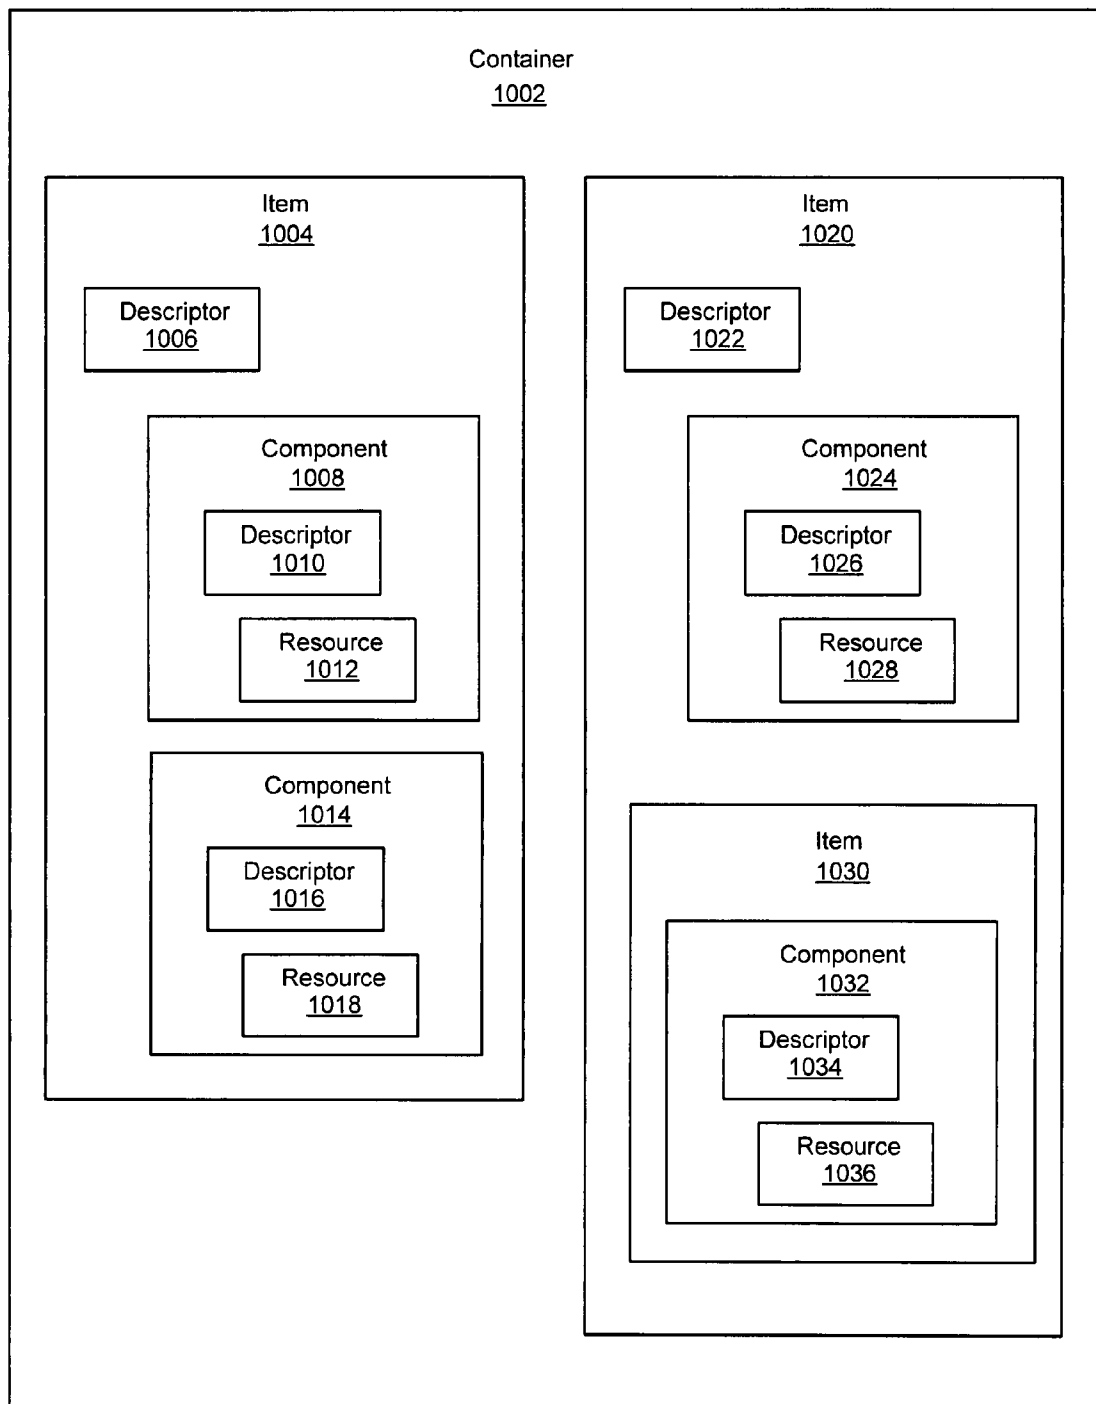 Container
1002
Item
1004
Descriptor
1006
Component
1008
Descriptor
1010
Resource
1012
Component
1014
Descriptor
1016
Resource
1018
Item
1020
Descriptor
1022
Component
1024
Descriptor
1026
Resource
1028
Item
1030
Component
1032
Descriptor
1034
Resource
1036